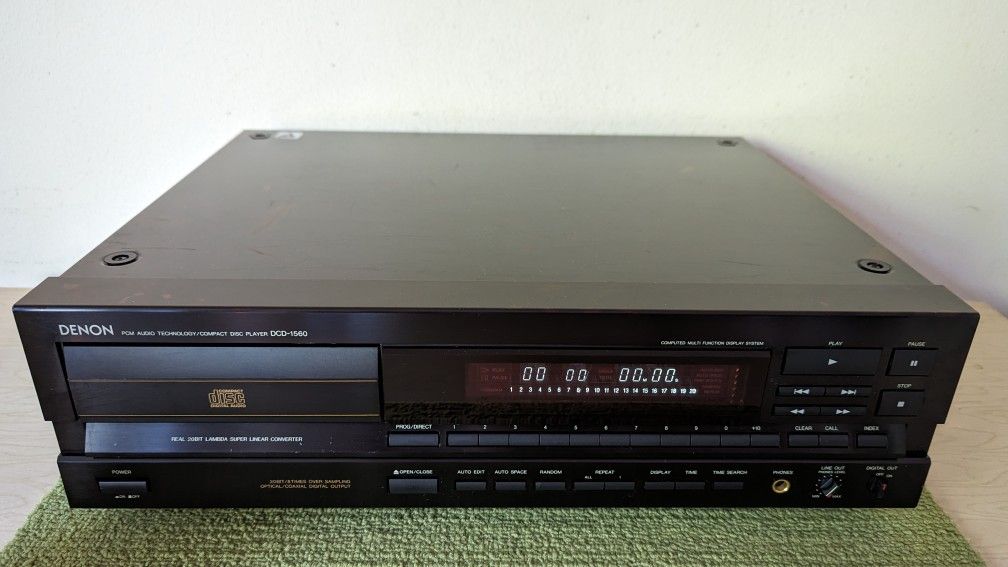 DENON PCM AUDIO TECHNOLOGY/COMPACT DISC PLAYER DCD-1560
COMPUTED MULTI FUNCTION DISPLAY SYSTEM
PLAY
PAUSE
00 00 00M00S
1 2 3 4 5 6 7 8 9 10 11 12 13 14 15 16 17 18 19 20
COMPACT
disc
DIGITAL AUDIO
STOP
REAL 20BIT LAMBDA SUPER LINEAR CONVERTER
PROG/DIRECT 1 2 3 4 5 6 7 8 9 0 +10 CLEAR CALL INDEX
POWER
ON OFF
20BIT/8TIMES OVER SAMPLING
OPTICAL/COAXIAL DIGITAL OUTPUT
OPEN/CLOSE AUTO EDIT AUTO SPACE RANDOM REPEAT DISPLAY TIME TIME SEARCH PHONES
ALL 1
LINE OUT
PHONES LEVEL
MIN MAX
DIGITAL OUT
OFF ON